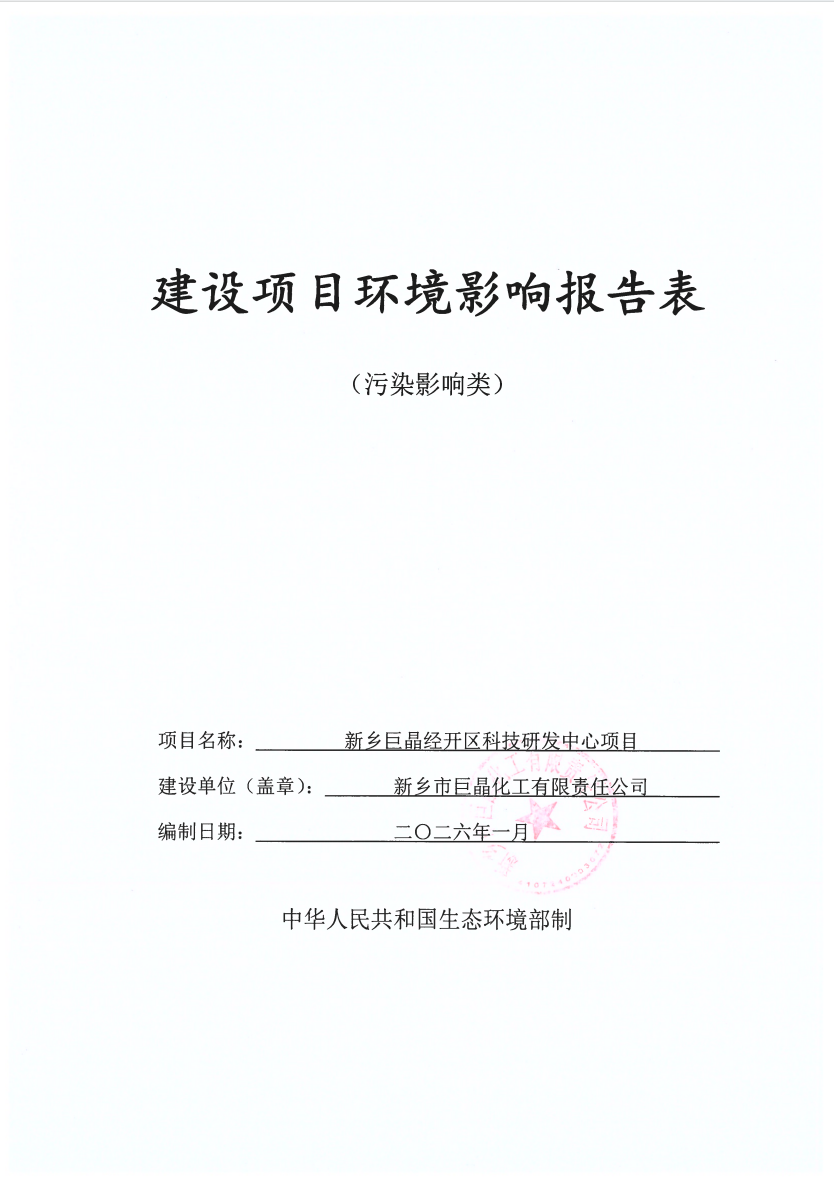 建设项目环境影响报告表
（污染影响类）
项目名称： 新乡巨晶经开区科技研发中心项目
建设单位（盖章）： 新乡市巨晶化工有限责任公司
编制日期： 二〇二六年一月
中华人民共和国生态环境部制